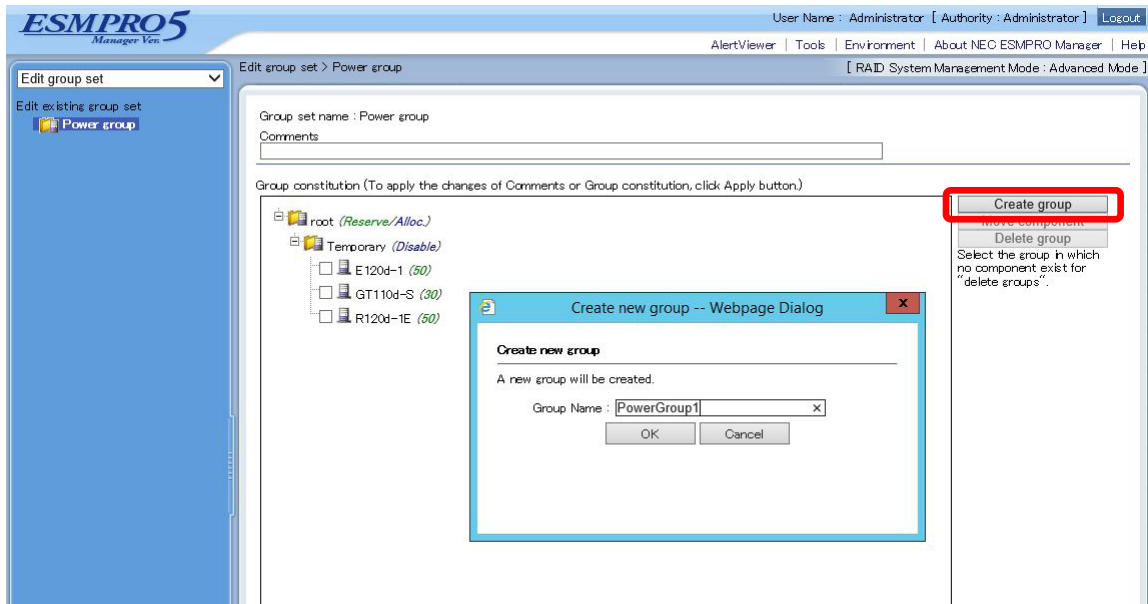 ESMPRO5
Manager Ver.
User Name : Administrator [ Authority : Administrator ] Logout
AlertViewer | Tools | Environment | About NEC ESMPRO Manager | Help
Edit group set
Edit group set > Power group
[ RAID System Management Mode : Advanced Mode ]
Edit existing group set
Power group
Group set name : Power group
Comments
Group constitution (To apply the changes of Comments or Group constitution, click Apply button.)
Create group
Move component
Delete group
Select the group in which
no component exist for
"delete groups".
root (Reserve/Alloc.)
Temporary (Disable)
E120d-1 (50)
GT110d-S (30)
R120d-1E (50)
Create new group -- Webpage Dialog
x
Create new group
A new group will be created.
Group Name : PowerGroup1
OK Cancel